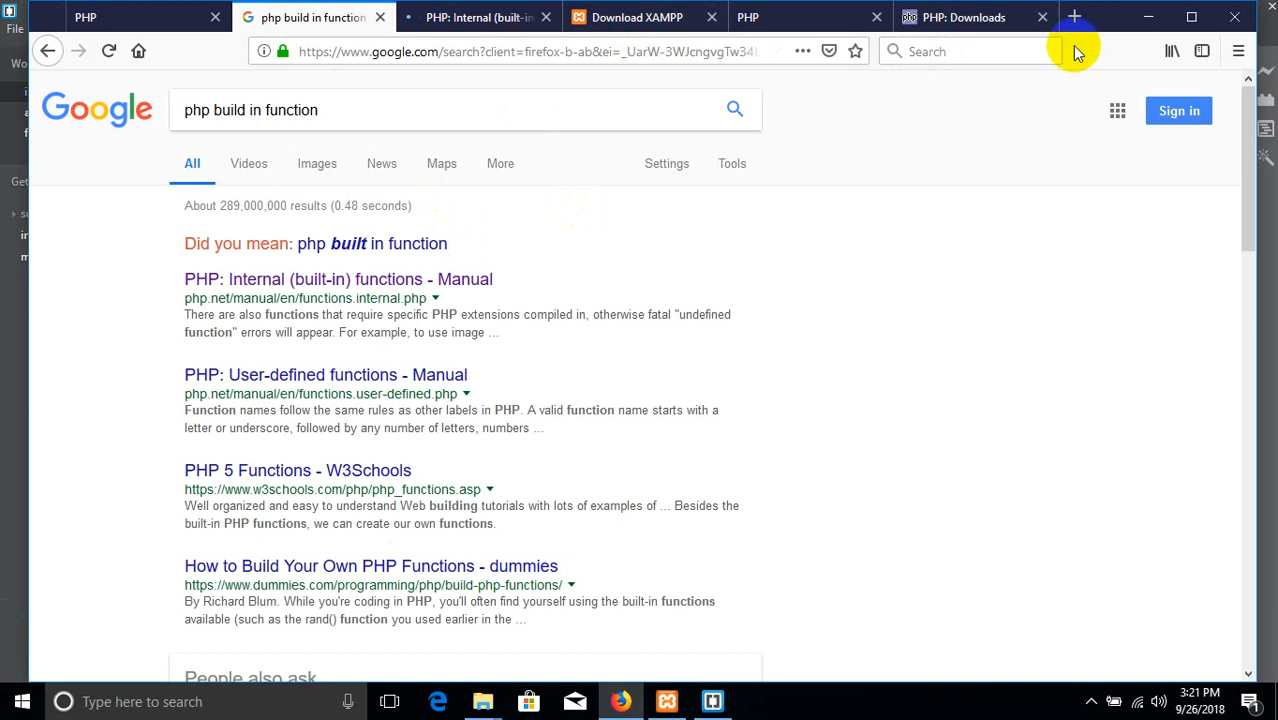 PHP
php build in function
PHP: Internal (built-in
Download XAMPP
PHP
PHP: Downloads
File
https://www.google.com/search?client=firefox-b-ab&ei=_UarW-3WJcngvgTw34L
Search
Wo
Google
php build in function
Sign in
All
Videos
Images
News
Maps
More
Settings
Tools
Get
About 289,000,000 results (0.48 seconds)
Did you mean: php built in function
PHP: Internal (built-in) functions - Manual
php.net/manual/en/functions.internal.php
There are also functions that require specific PHP extensions compiled in, otherwise fatal "undefined
function" errors will appear. For example, to use image ...
PHP: User-defined functions - Manual
php.net/manual/en/functions.user-defined.php
Function names follow the same rules as other labels in PHP. A valid function name starts with a
letter or underscore, followed by any number of letters, numbers ...
PHP 5 Functions - W3Schools
https://www.w3schools.com/php/php_functions.asp
Well organized and easy to understand Web building tutorials with lots of examples of ... Besides the
built-in PHP functions, we can create our own functions.
How to Build Your Own PHP Functions - dummies
https://www.dummies.com/programming/php/build-php-functions/
By Richard Blum. While you're coding in PHP, you'll often find yourself using the built-in functions
available (such as the rand() function you used earlier in the ...
People also ask
Type here to search
3:21 PM
9/26/2018
1